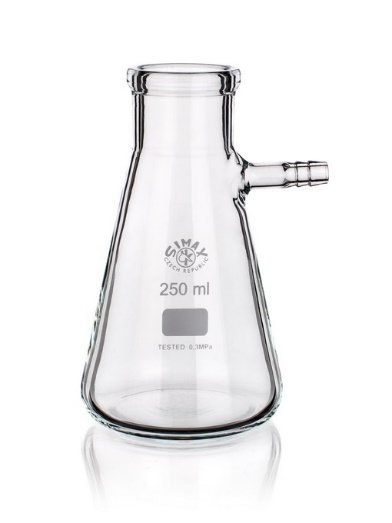 SIMAX
CZECH REPUBLIC
250 ml
TESTED 0,3MPa